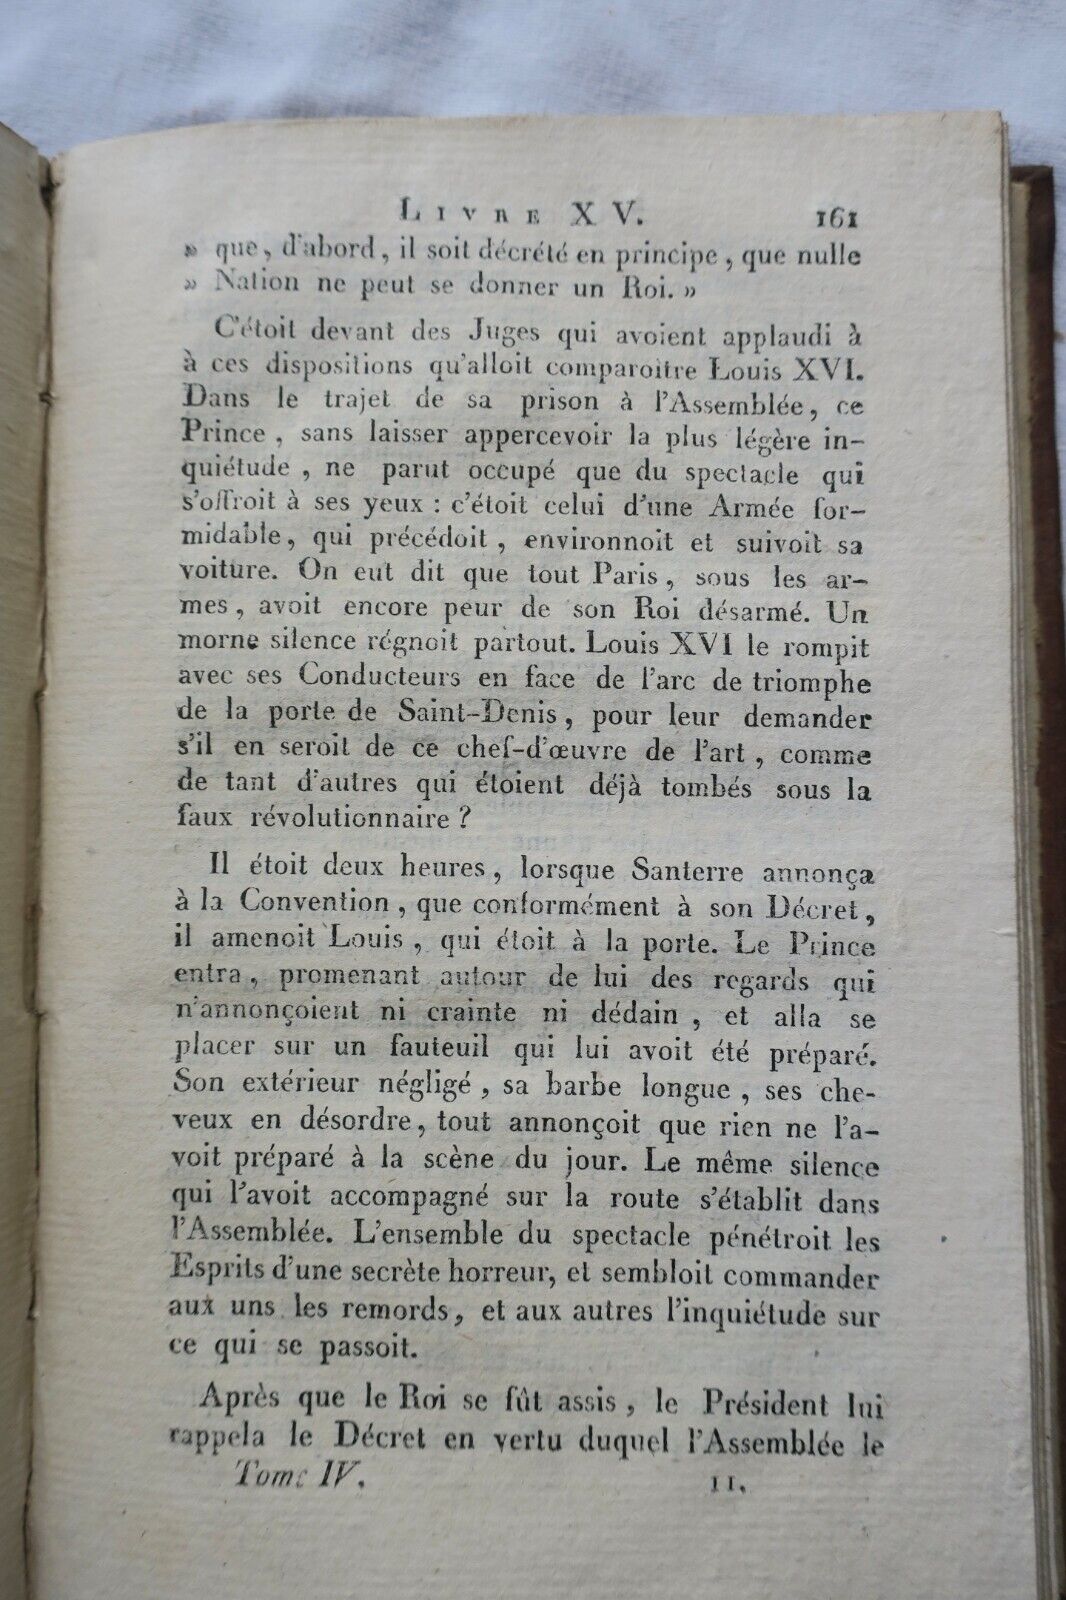 LIVRE XV. 161
» que, d'abord, il soit décrété en principe, que nulle
» Nation ne peut se donner un Roi. »
C'étoit devant des Juges qui avoient applaudi à
à ces dispositions qu'alloit comparoître Louis XVI.
Dans le trajet de sa prison à l'Assemblée, ce
Prince, sans laisser appercevoir la plus légère in-
quiétude, ne parut occupé que du spectacle qui
s'offroit à ses yeux : c'étoit celui d'une Armée for-
midable, qui précédoit, environnoit et suivoit sa
voiture. On eut dit que tout Paris, sous les ar-
mes, avoit encore peur de son Roi désarmé. Un
morne silence régnoit partout. Louis XVI le rompit
avec ses Conducteurs en face de l'arc de triomphe
de la porte de Saint-Denis, pour leur demander
s'il en seroit de ce chef-d'œuvre de l'art, comme
de tant d'autres qui étoient déjà tombés sous la
faux révolutionnaire ?
Il étoit deux heures, lorsque Santerre annonça
à la Convention, que conformément à son Décret,
il amenoit Louis, qui étoit à la porte. Le Prince
entra, promenant autour de lui des regards qui
n'annonçoient ni crainte ni dédain, et alla se
placer sur un fauteuil qui lui avoit été préparé.
Son extérieur négligé, sa barbe longue, ses che-
veux en désordre, tout annonçoit que rien ne l'a-
voit préparé à la scène du jour. Le même silence
qui l'avoit accompagné sur la route s'établit dans
l'Assemblée. L'ensemble du spectacle pénétroit les
Esprits d'une secrète horreur, et sembloit commander
aux uns les remords, et aux autres l'inquiétude sur
ce qui se passoit.
Après que le Roi se fût assis, le Président lui
rappela le Décret en vertu duquel l'Assemblée le
Tome IV. 11.